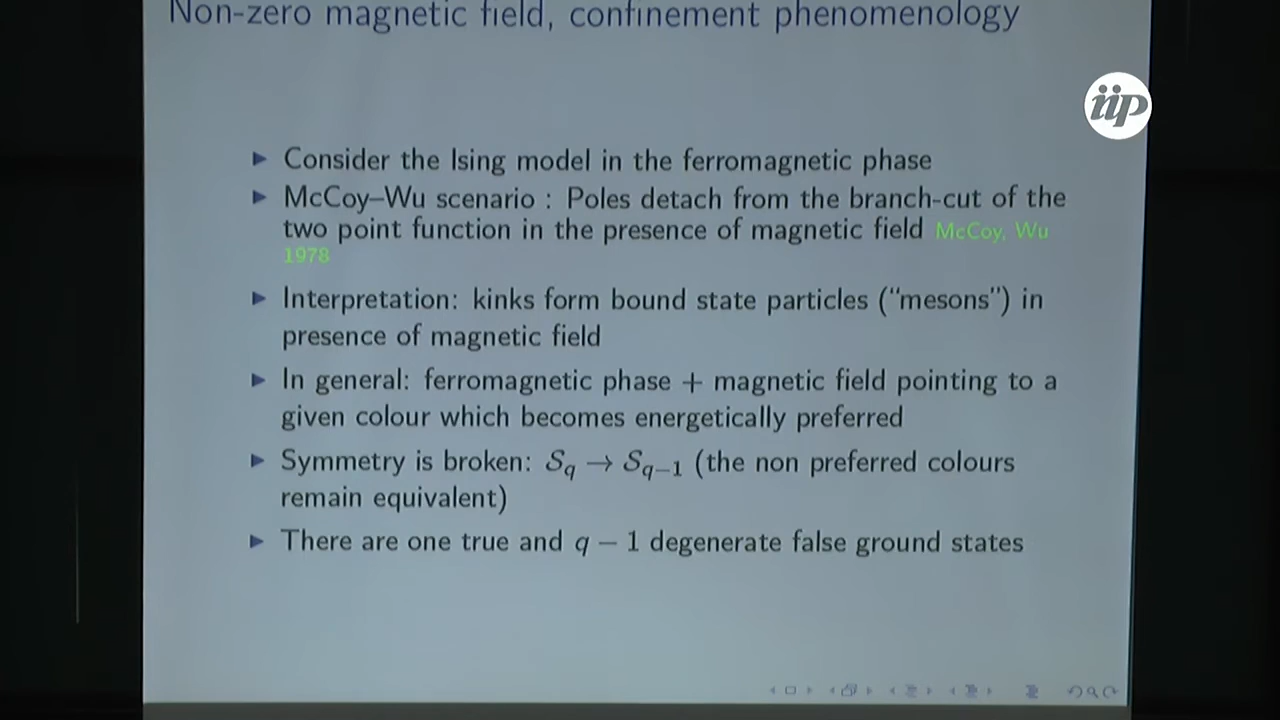 Non-zero magnetic field, confinement phenomenology
iip
► Consider the Ising model in the ferromagnetic phase
► McCoy–Wu scenario : Poles detach from the branch-cut of the
two point function in the presence of magnetic field McCoy, Wu
1978
► Interpretation: kinks form bound state particles (“mesons”) in
presence of magnetic field
► In general: ferromagnetic phase + magnetic field pointing to a
given colour which becomes energetically preferred
► Symmetry is broken: 𝒮q → 𝒮q−1 (the non preferred colours
remain equivalent)
► There are one true and q − 1 degenerate false ground states